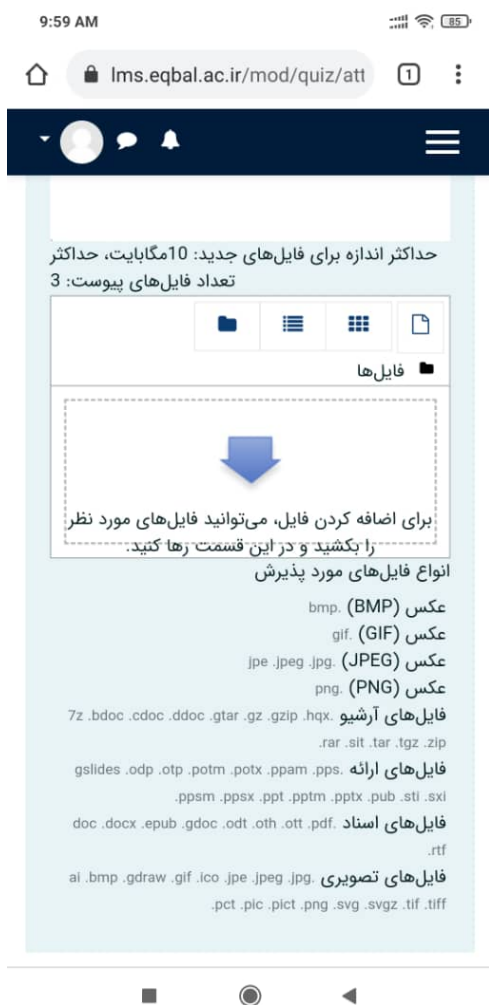 9:59 AM
85
lms.eqbal.ac.ir/mod/quiz/att
1
حداکثر اندازه برای فایل‌های جدید: 10مگابایت، حداکثر
تعداد فایل‌های پیوست: 3
فایل‌ها
برای اضافه کردن فایل، می‌توانید فایل‌های مورد نظر
را بکشید و در این قسمت رها کنید.
انواع فایل‌های مورد پذیرش
عکس (BMP) .bmp
عکس (GIF) .gif
عکس (JPEG) .jpe .jpeg .jpg
عکس (PNG) .png
فایل‌های آرشیو .7z .bdoc .cdoc .ddoc .gtar .gz .gzip .hqx
.rar .sit .tar .tgz .zip
فایل‌های ارائه .gslides .odp .otp .potm .potx .ppam .pps
.ppsm .ppsx .ppt .pptm .pptx .pub .sti .sxi
فایل‌های اسناد .doc .docx .epub .gdoc .odt .oth .ott .pdf
.rtf
فایل‌های تصویری .ai .bmp .gdraw .gif .ico .jpe .jpeg .jpg
.pct .pic .pict .png .svg .svgz .tif .tiff